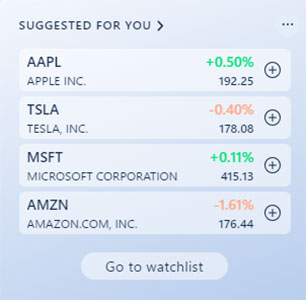 SUGGESTED FOR YOU
AAPL +0.50%
APPLE INC. 192.25
TSLA -0.40%
TESLA, INC. 178.08
MSFT +0.11%
MICROSOFT CORPORATION 415.13
AMZN -1.61%
AMAZON.COM, INC. 176.44
Go to watchlist